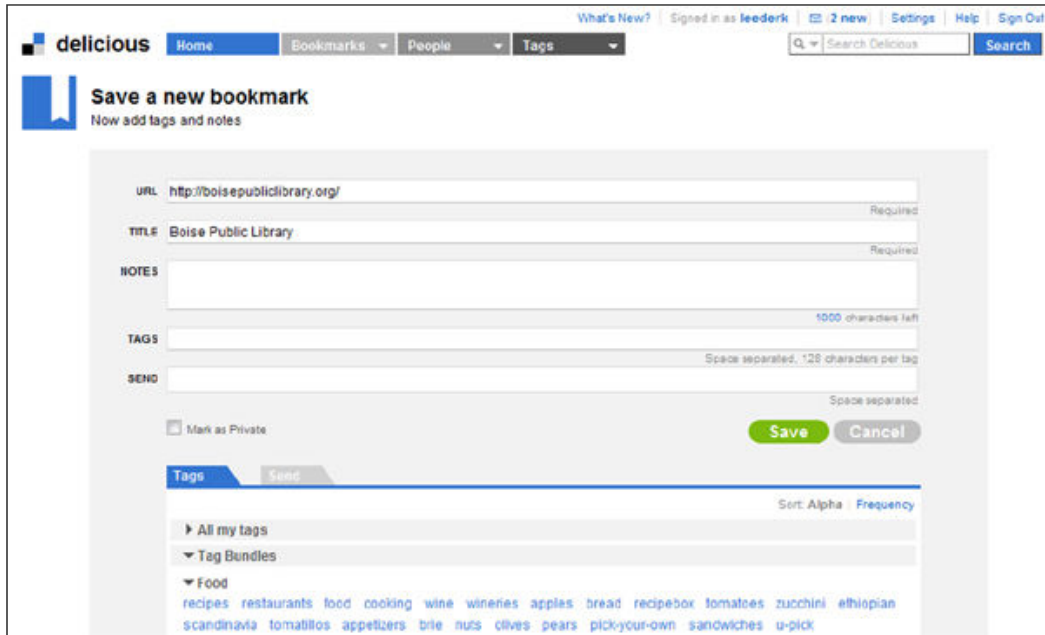 What's New? Signed in as leederk (2 new) Settings Help Sign Out
delicious Home Bookmarks People Tags Search Delicious Search
Save a new bookmark
Now add tags and notes
URL http://boisepubliclibrary.org/
Required
TITLE Boise Public Library
Required
NOTES
1000 characters left
TAGS
Space separated, 128 characters per tag
SEND
Space separated
Mark as Private Save Cancel
Tags Send
Sort: Alpha Frequency
All my tags
Tag Bundles
Food
recipes restaurants food cooking wine wineries apples bread recipebox tomatoes zucchini ethiopian
scandinavia tomatillos appetizers brie nuts olives pears pick-your-own sandwiches u-pick